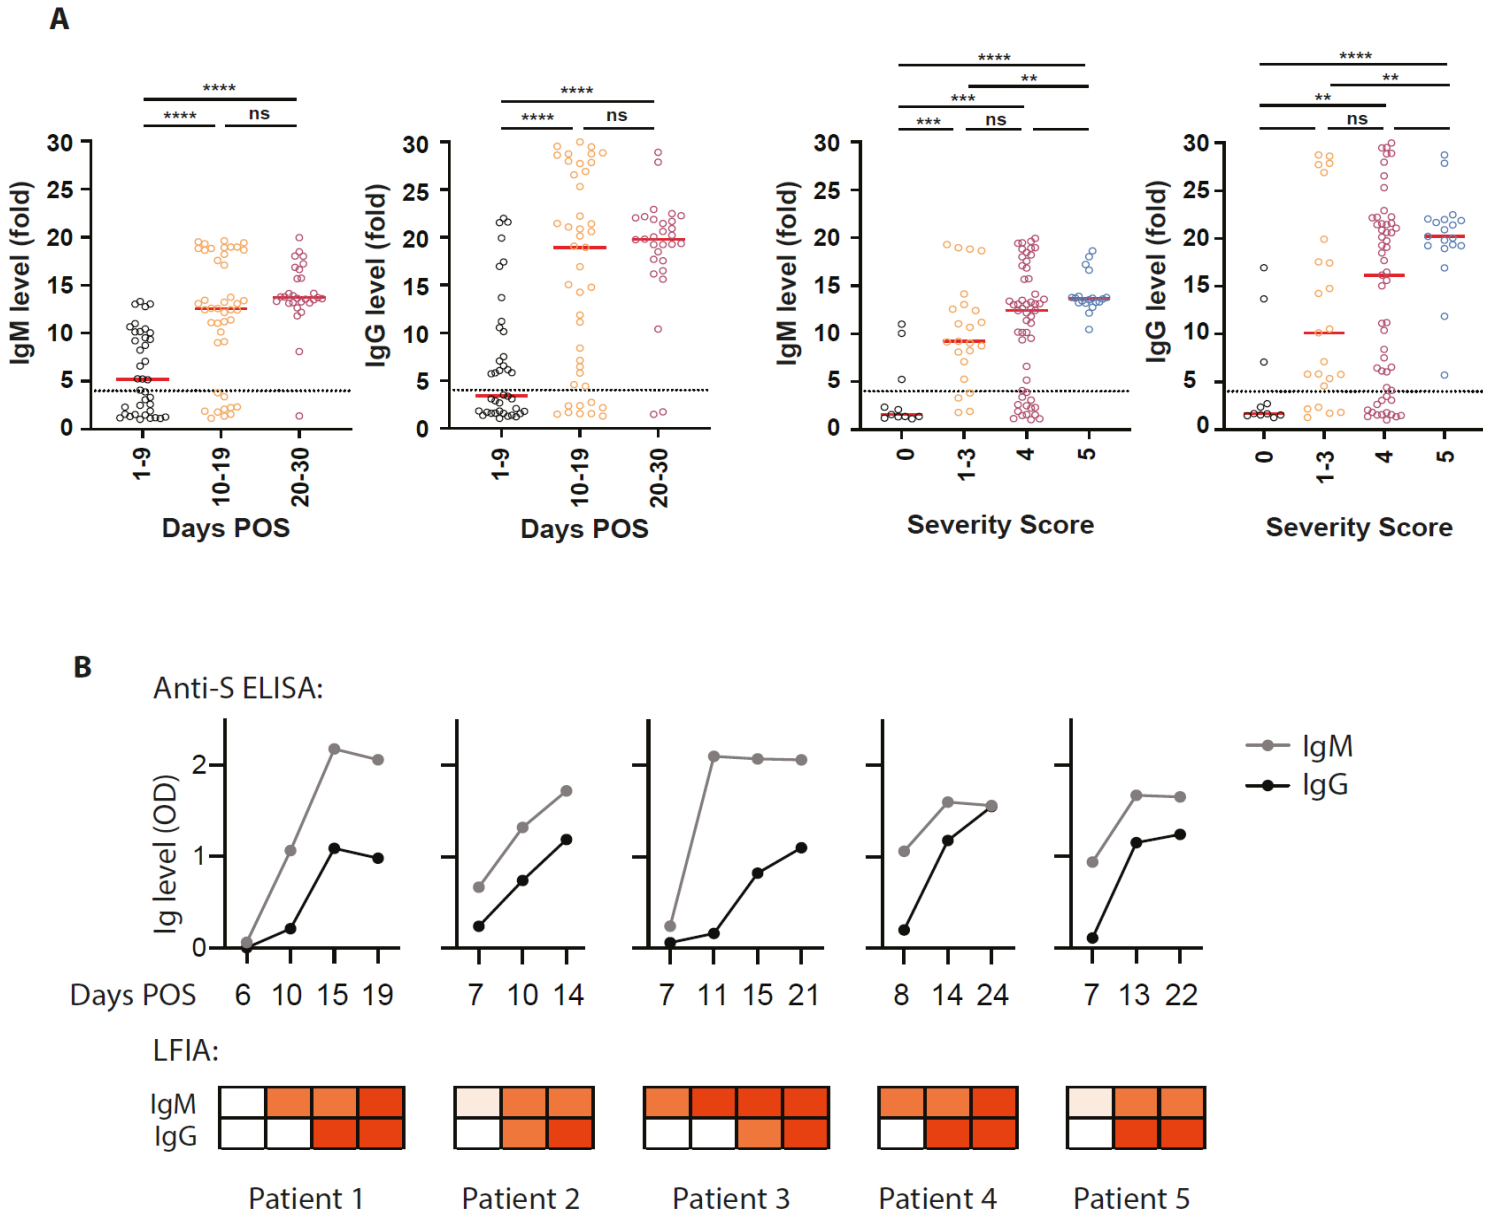 A
**** **** ns
IgM level (fold)
30
25
20
15
10
5
0
1-9 10-19 20-30
Days POS
**** **** ns
IgG level (fold)
30
25
20
15
10
5
0
1-9 10-19 20-30
Days POS
****
**
***
*** ns
IgM level (fold)
30
25
20
15
10
5
0
0 1-3 4 5
Severity Score
****
**
**
ns
IgG level (fold)
30
25
20
15
10
5
0
0 1-3 4 5
Severity Score
B
Anti-S ELISA:
Ig level (OD)
2
1
0
IgM
IgG
Days POS 6 10 15 19 7 10 14 7 11 15 21 8 14 24 7 13 22
LFIA:
IgM
IgG
Patient 1 Patient 2 Patient 3 Patient 4 Patient 5